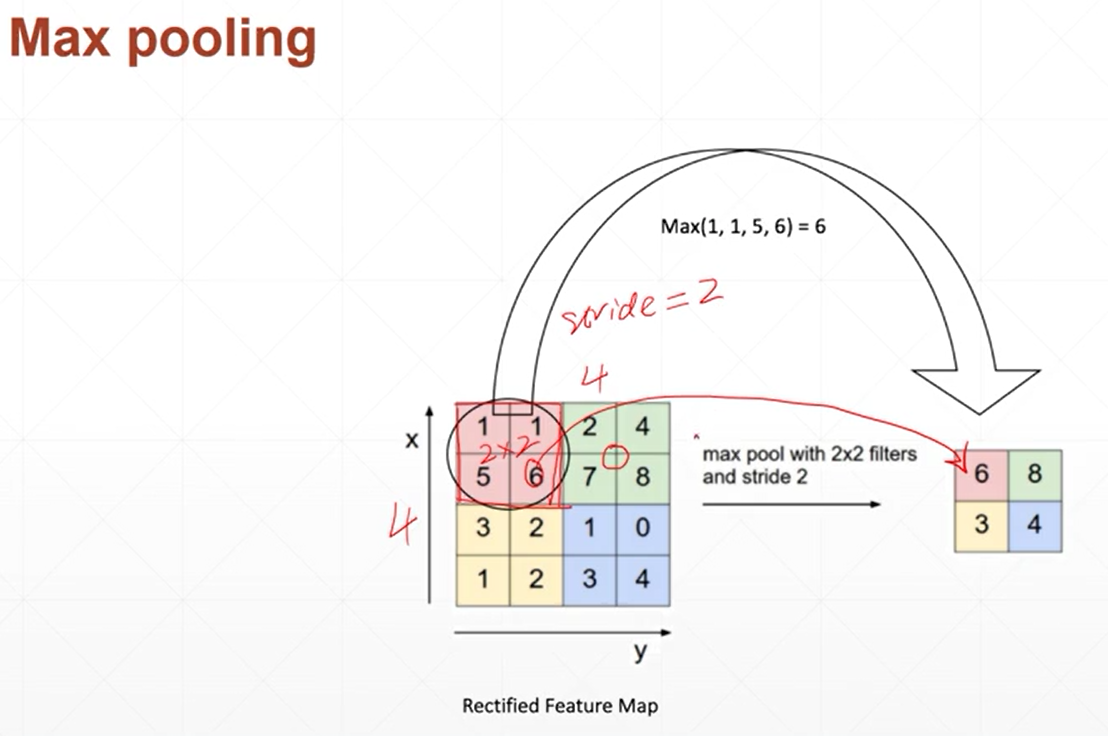 Max pooling
Max(1, 1, 5, 6) = 6
stride = 2
4
x
1 1 2 4
2×2
5 6 7 8
4
3 2 1 0
1 2 3 4
y
max pool with 2x2 filters
and stride 2
6 8
3 4
Rectified Feature Map